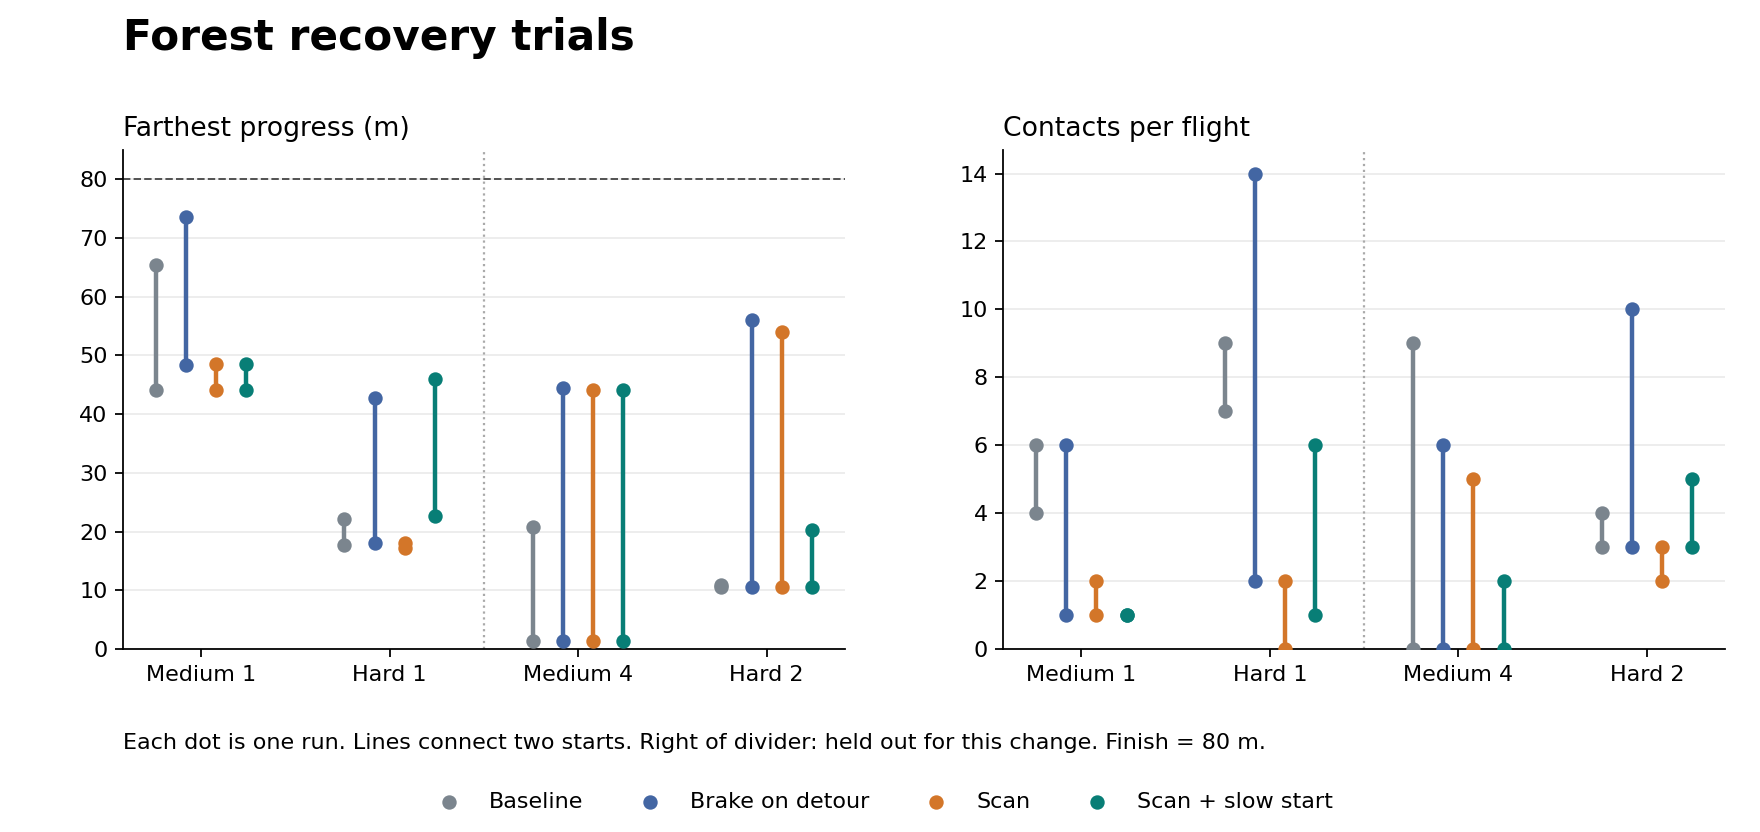 Forest recovery trials
Farthest progress (m)
80
70
60
50
40
30
20
10
0
Medium 1
Hard 1
Medium 4
Hard 2
Contacts per flight
14
12
10
8
6
4
2
0
Medium 1
Hard 1
Medium 4
Hard 2
Each dot is one run. Lines connect two starts. Right of divider: held out for this change. Finish = 80 m.
Baseline
Brake on detour
Scan
Scan + slow start